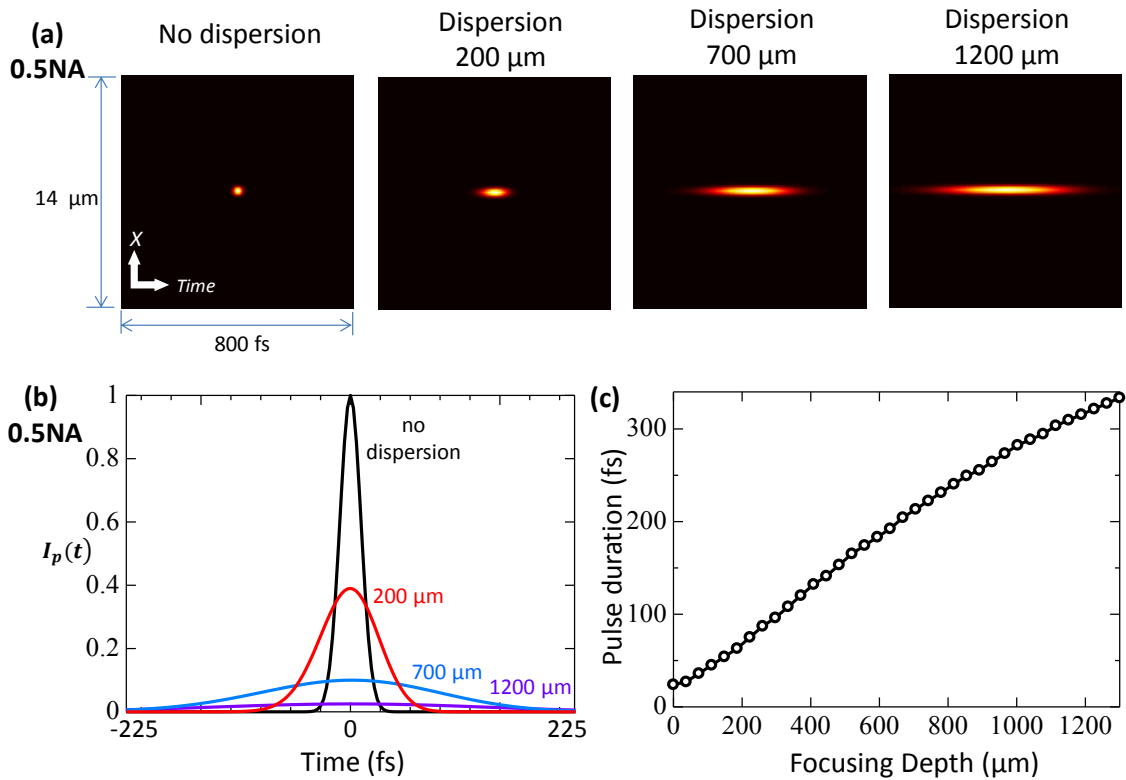 (a)
0.5NA
No dispersion
Dispersion
200 µm
Dispersion
700 µm
Dispersion
1200 µm
14 µm
X
Time
800 fs
(b)
0.5NA
1
0.8
0.6
0.4
0.2
0
I_p(t)
no
dispersion
200 µm
700 µm
1200 µm
-225
0
225
Time (fs)
(c)
300
200
100
0
Pulse duration (fs)
0
200
400
600
800
1000
1200
Focusing Depth (µm)